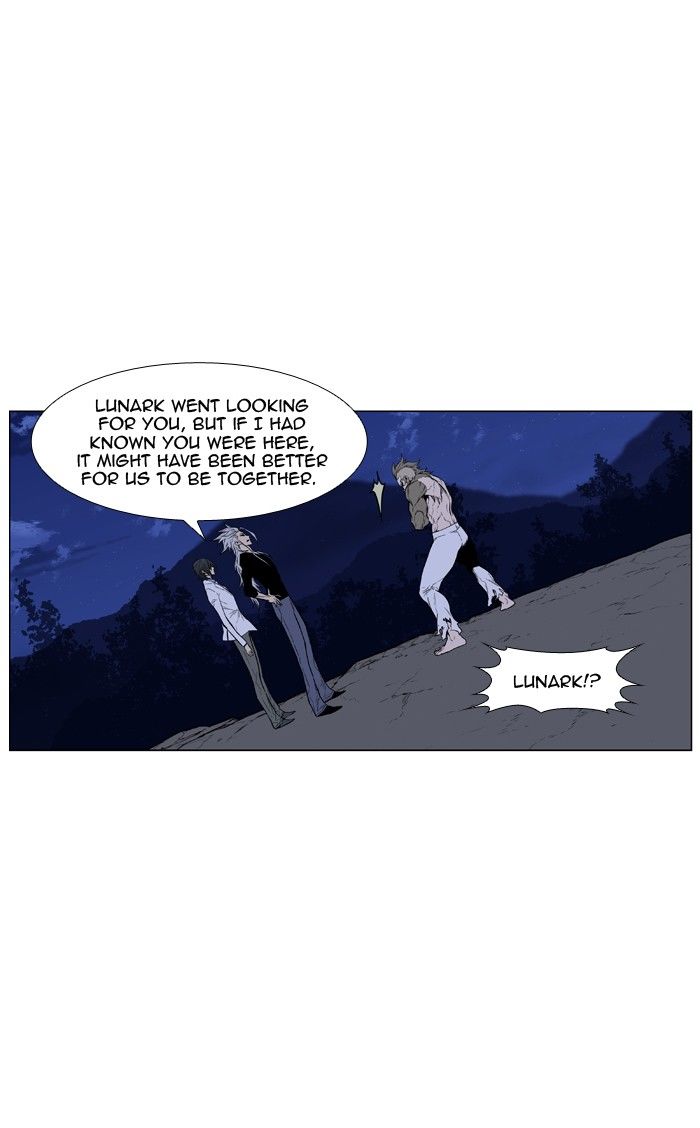 LUNARK WENT LOOKING
FOR YOU, BUT IF I HAD
KNOWN YOU WERE HERE,
IT MIGHT HAVE BEEN BETTER
FOR US TO BE TOGETHER.
LUNARK!?